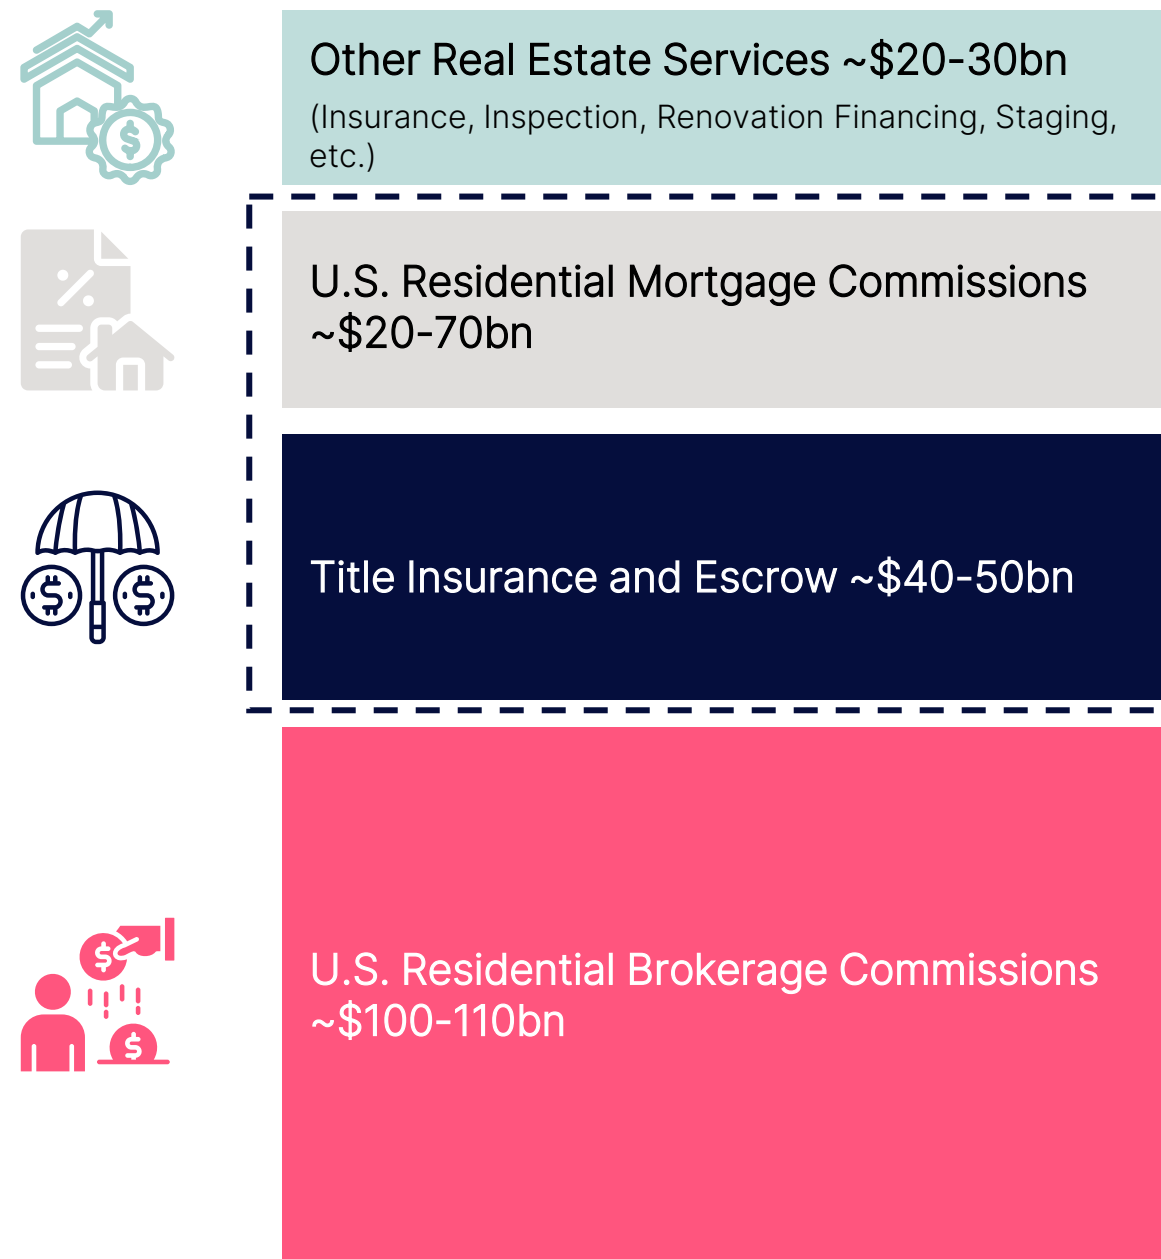 Other Real Estate Services ~$20-30bn
(Insurance, Inspection, Renovation Financing, Staging,
etc.)
U.S. Residential Mortgage Commissions
~$20-70bn
Title Insurance and Escrow ~$40-50bn
U.S. Residential Brokerage Commissions
~$100-110bn